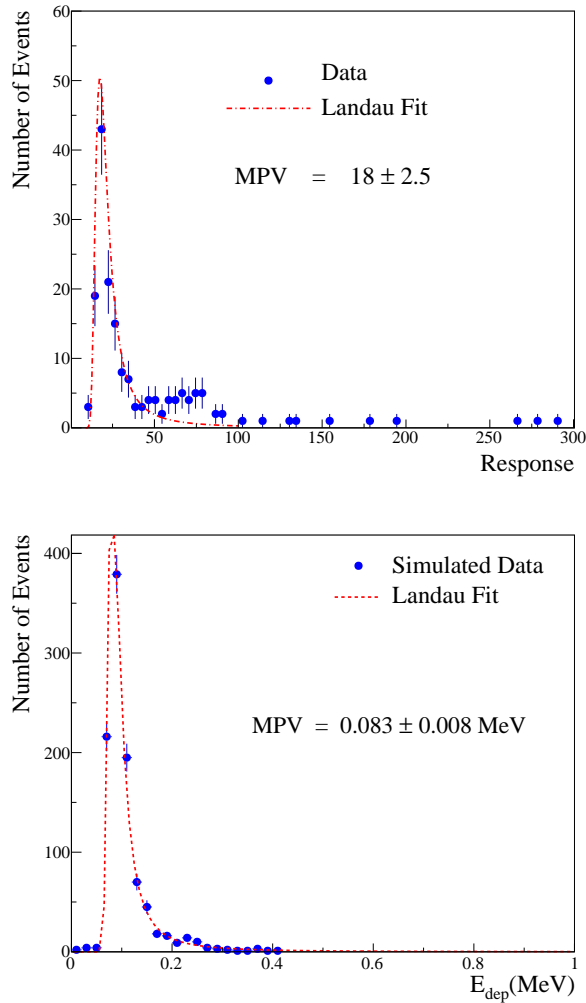 Number of Events
60
50
40
30
20
10
0
Data
Landau Fit
MPV = 18 ± 2.5
50 100 150 200 250 300
Response
Number of Events
400
300
200
100
0
Simulated Data
Landau Fit
MPV = 0.083 ± 0.008 MeV
0 0.2 0.4 0.6 0.8 1
E_dep(MeV)